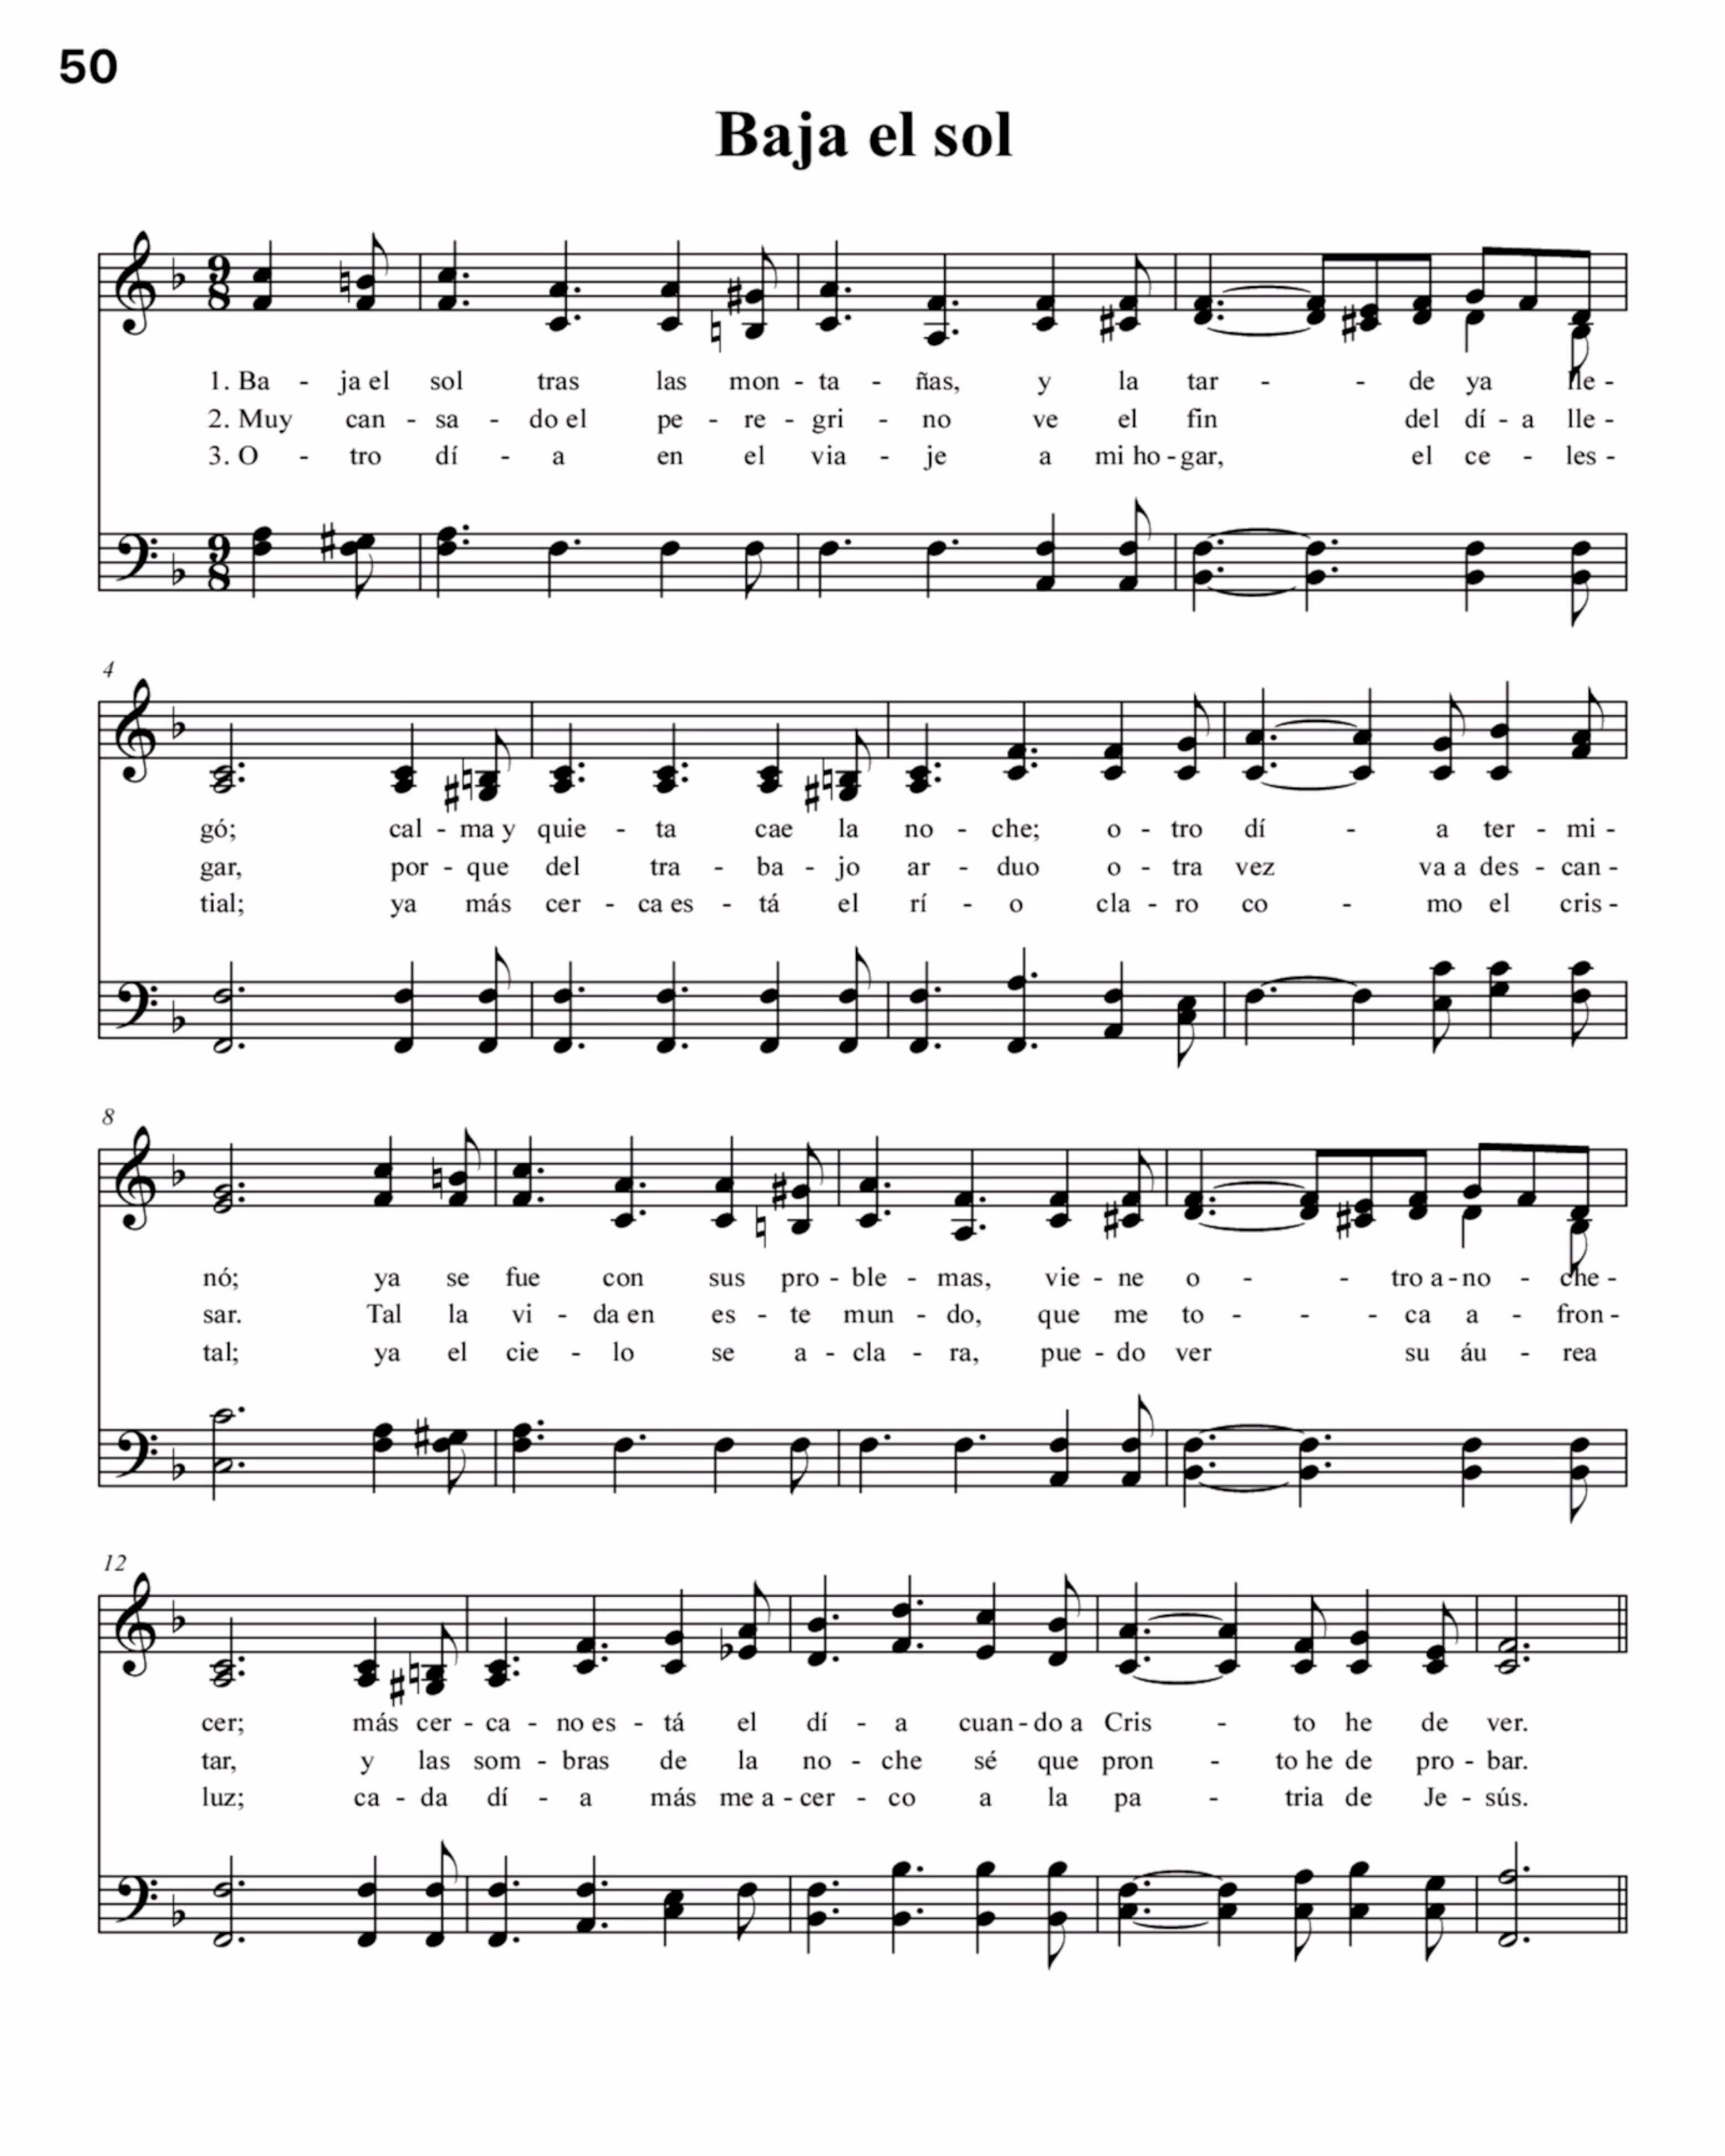 50
Baja el sol
9 9
8 8
1. Ba - ja el sol tras las mon - ta - ñas, y la tar - - de ya lle -
2. Muy can - sa - do el pe - re - gri - no ve el fin del dí - a lle -
3. O - tro dí - a en el via - je a mi ho - gar, el ce - les -
4
gó; cal - ma y quie - ta cae la no - che; o - tro dí - a ter - mi -
gar, por - que del tra - ba - jo ar - duo o - tra vez va a des - can -
tial; ya más cer - ca es - tá el rí - o cla - ro co - mo el cris -
8
nó; ya se fue con sus pro - ble - mas, vie - ne o - - tro a - no - che -
sar. Tal la vi - da en es - te mun - do, que me to - - - ca a - fron -
tal; ya el cie - lo se a - cla - ra, pue - do ver su áu - rea
12
cer; más cer - ca - no es - tá el dí - a cuan - do a Cris - to he de ver.
tar, y las som - bras de la no - che sé que pron - to he de pro - bar.
luz; ca - da dí - a más me a - cer - co a la pa - tria de Je - sús.